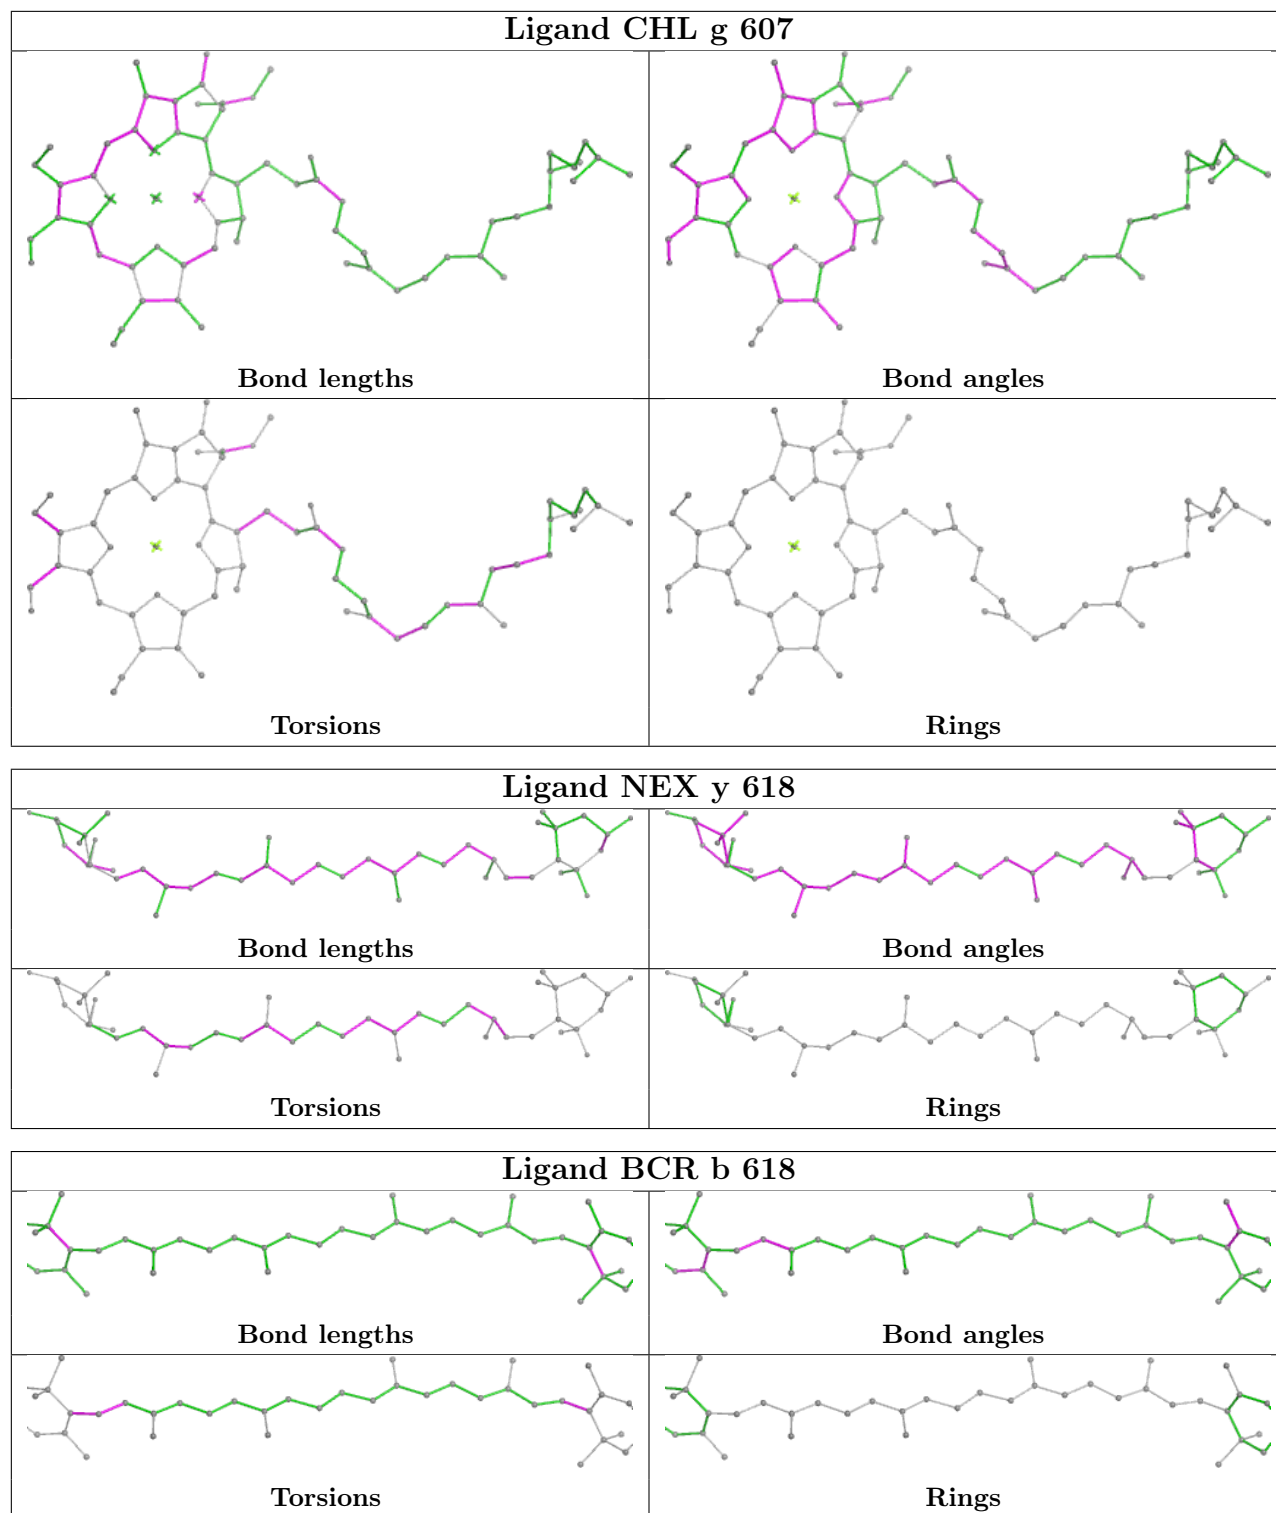 Ligand CHL g 607
Bond lengths
Bond angles
Torsions
Rings
Ligand NEX y 618
Bond lengths
Bond angles
Torsions
Rings
Ligand BCR b 618
Bond lengths
Bond angles
Torsions
Rings